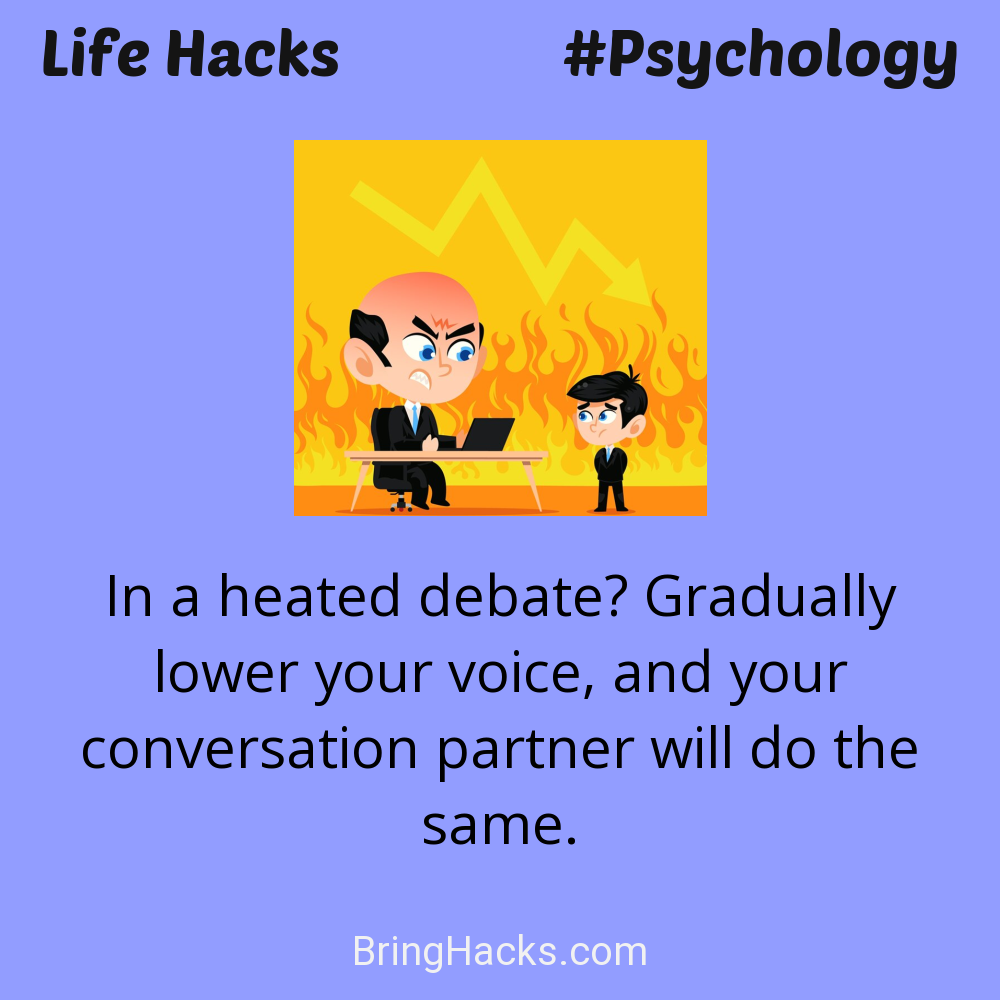 Life Hacks #Psychology
In a heated debate? Gradually
lower your voice, and your
conversation partner will do the
same.
BringHacks.com